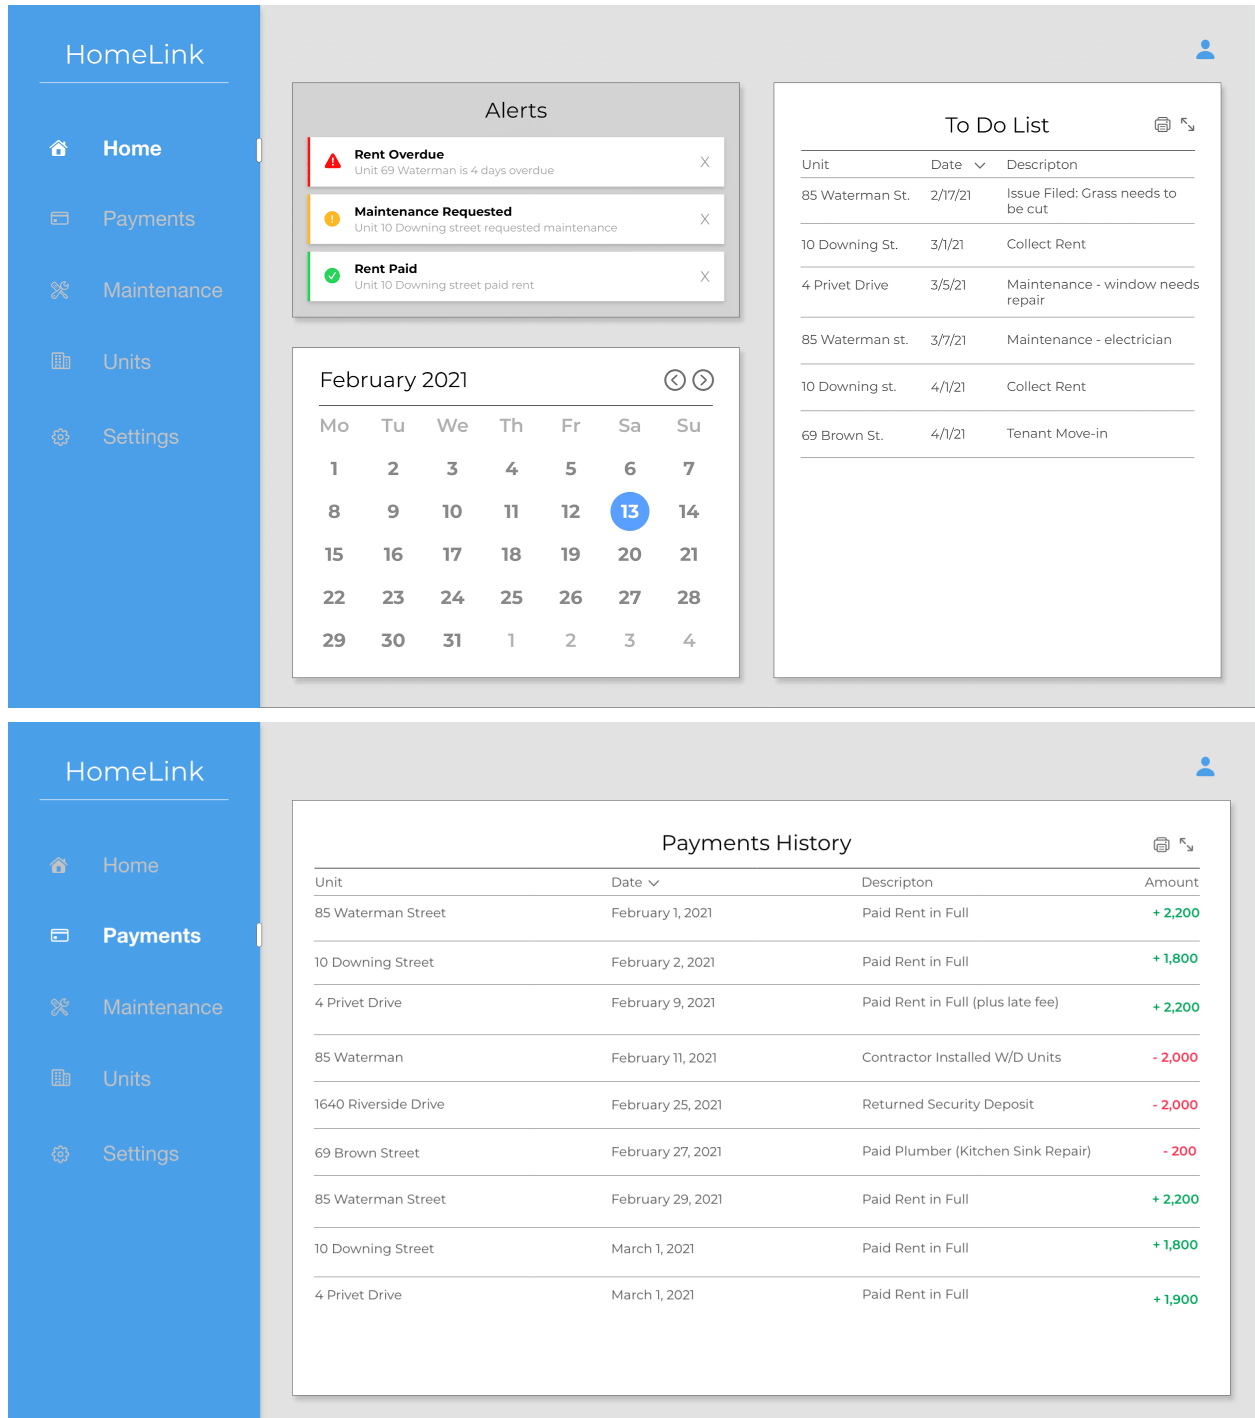 HomeLink
Home
Payments
Maintenance
Units
Settings
Alerts
Rent Overdue
Unit 69 Waterman is 4 days overdue
X
Maintenance Requested
Unit 10 Downing street requested maintenance
X
Rent Paid
Unit 10 Downing street paid rent
X
February 2021
Mo Tu We Th Fr Sa Su
1 2 3 4 5 6 7
8 9 10 11 12 13 14
15 16 17 18 19 20 21
22 23 24 25 26 27 28
29 30 31 1 2 3 4
To Do List
Unit Date Descripton
85 Waterman St. 2/17/21 Issue Filed: Grass needs to
be cut
10 Downing St. 3/1/21 Collect Rent
4 Privet Drive 3/5/21 Maintenance - window needs
repair
85 Waterman st. 3/7/21 Maintenance - electrician
10 Downing st. 4/1/21 Collect Rent
69 Brown St. 4/1/21 Tenant Move-in
HomeLink
Home
Payments
Maintenance
Units
Settings
Payments History
Unit Date Descripton Amount
85 Waterman Street February 1, 2021 Paid Rent in Full + 2,200
10 Downing Street February 2, 2021 Paid Rent in Full + 1,800
4 Privet Drive February 9, 2021 Paid Rent in Full (plus late fee) + 2,200
85 Waterman February 11, 2021 Contractor Installed W/D Units - 2,000
1640 Riverside Drive February 25, 2021 Returned Security Deposit - 2,000
69 Brown Street February 27, 2021 Paid Plumber (Kitchen Sink Repair) - 200
85 Waterman Street February 29, 2021 Paid Rent in Full + 2,200
10 Downing Street March 1, 2021 Paid Rent in Full + 1,800
4 Privet Drive March 1, 2021 Paid Rent in Full + 1,900